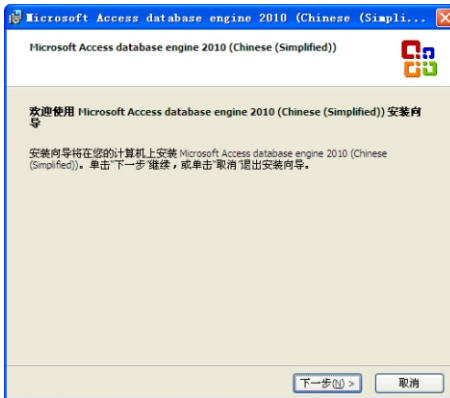 Microsoft Access database engine 2010 (Chinese (Simpli...
Microsoft Access database engine 2010 (Chinese (Simplified))
欢迎使用 Microsoft Access database engine 2010 (Chinese (Simplified)) 安装向
导
安装向导将在您的计算机上安装 Microsoft Access database engine 2010 (Chinese
(Simplified))。单击“下一步”继续，或单击“取消”退出安装向导。
下一步(N) >
取消